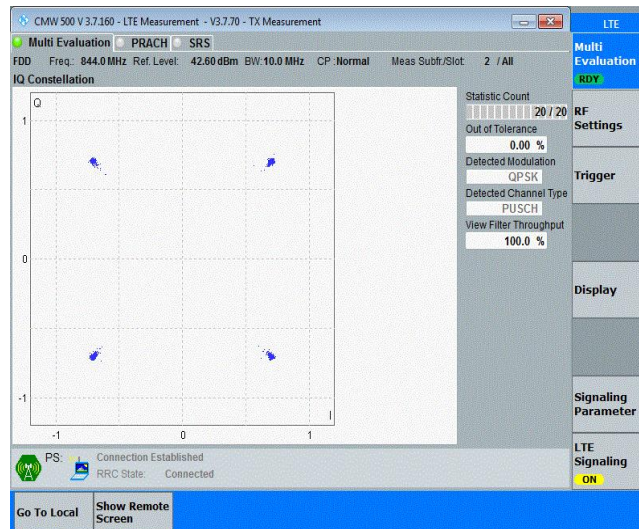 CMW 500 V 3.7.160 - LTE Measurement - V3.7.70 - TX Measurement
LTE
Multi Evaluation PRACH SRS
FDD Freq.: 844.0 MHz Ref. Level: 42.60 dBm BW: 10.0 MHz CP :Normal Meas Subfr./Slot: 2 / All
IQ Constellation
Multi
Evaluation
RDY
Q
1
0
-1
-1 0 1
I
Statistic Count
20 / 20
Out of Tolerance
0.00 %
Detected Modulation
QPSK
Detected Channel Type
PUSCH
View Filter Throughput
100.0 %
RF
Settings
Trigger
Display
Signaling
Parameter
LTE
Signaling
ON
PS: Connection Established
RRC State: Connected
Go To Local
Show Remote
Screen